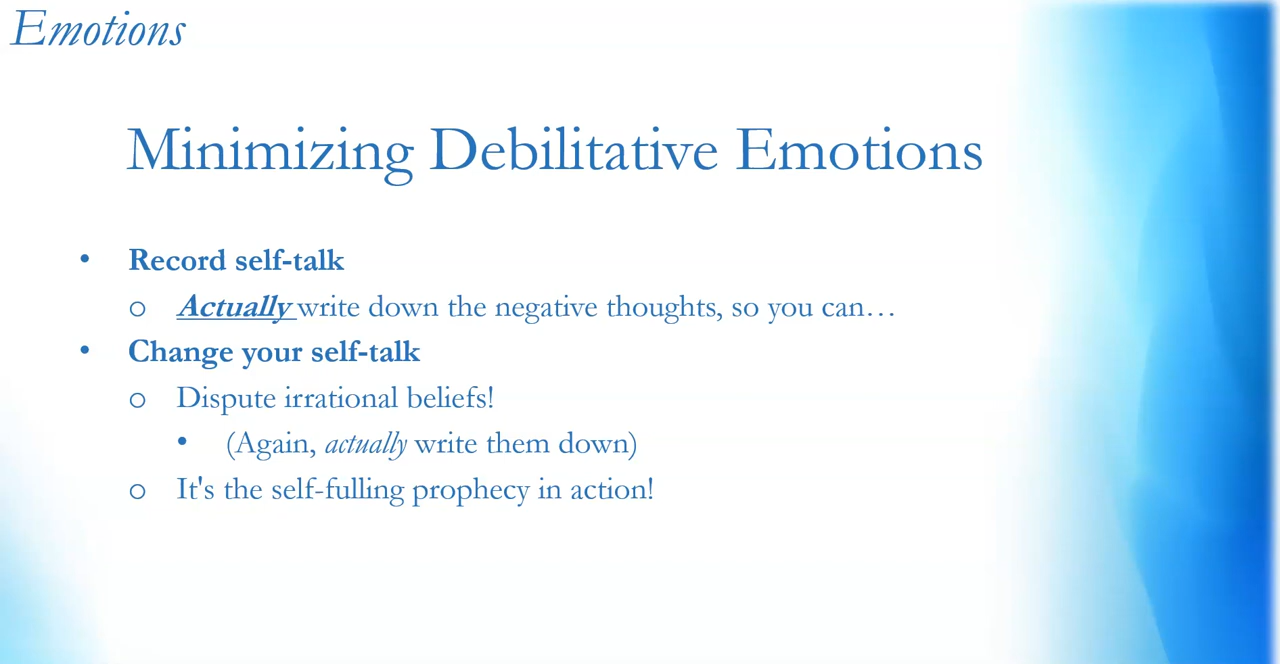 Emotions
Minimizing Debilitative Emotions
• Record self-talk
o Actually write down the negative thoughts, so you can…
• Change your self-talk
o Dispute irrational beliefs!
• (Again, actually write them down)
o It's the self-fulling prophecy in action!